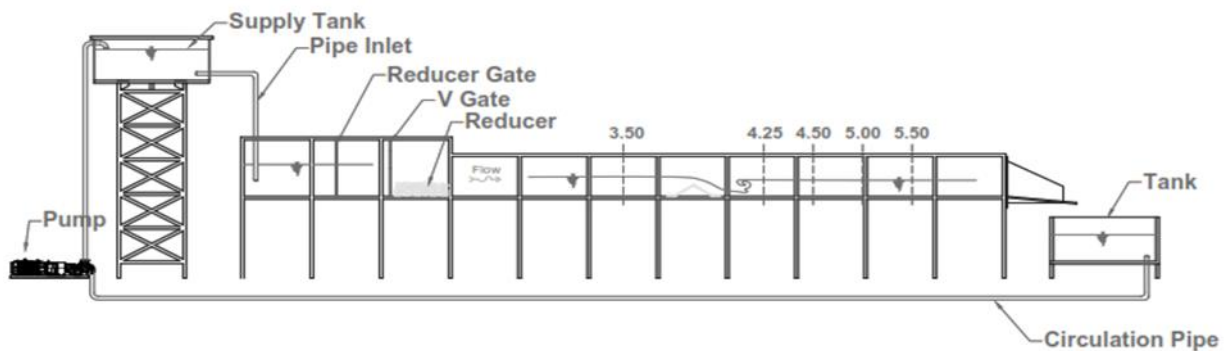 Supply Tank
Pipe Inlet
Reducer Gate
V Gate
Reducer
3.50
4.25
4.50
5.00
5.50
Flow
Tank
Pump
Circulation Pipe